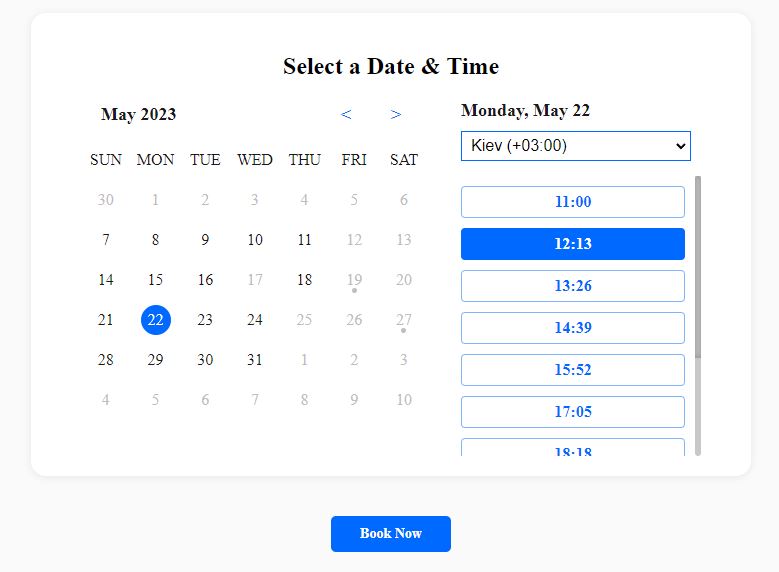 Select a Date & Time
May 2023 < >
SUN MON TUE WED THU FRI SAT
30 1 2 3 4 5 6
7 8 9 10 11 12 13
14 15 16 17 18 19 20
21 22 23 24 25 26 27
28 29 30 31 1 2 3
4 5 6 7 8 9 10
Monday, May 22
Kiev (+03:00)
11:00
12:13
13:26
14:39
15:52
17:05
18:18
Book Now